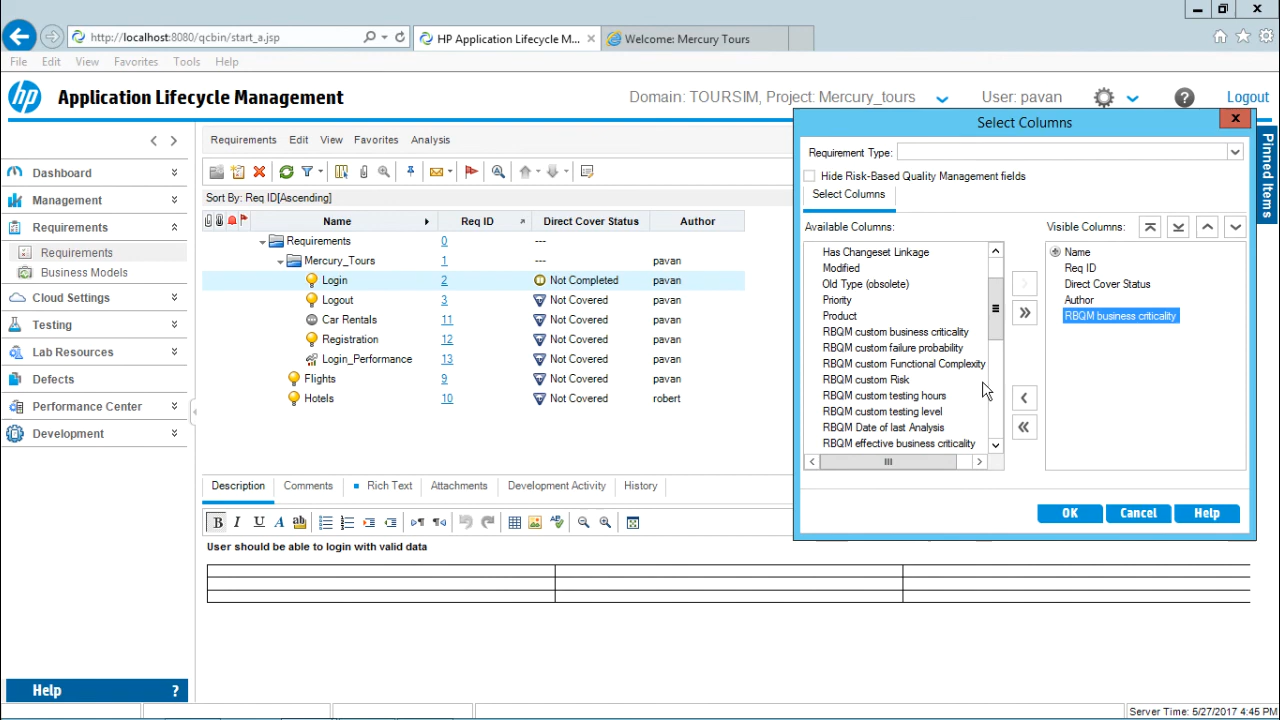 http://localhost:8080/qcbin/start_a.jsp
HP Application Lifecycle M...
Welcome: Mercury Tours
File Edit View Favorites Tools Help
hp
Application Lifecycle Management
Domain: TOURSIM, Project: Mercury_tours
User: pavan
Logout
Dashboard
Management
Requirements
Requirements
Business Models
Cloud Settings
Testing
Lab Resources
Defects
Performance Center
Development
Help ?
Requirements Edit View Favorites Analysis
Sort By: Req ID[Ascending]
Name Req ID Direct Cover Status Author
Requirements 0 ---
Mercury_Tours 1 --- pavan
Login 2 Not Completed pavan
Logout 3 Not Covered pavan
Car Rentals 11 Not Covered pavan
Registration 12 Not Covered pavan
Login_Performance 13 Not Covered pavan
Flights 9 Not Covered pavan
Hotels 10 Not Covered robert
Description Comments Rich Text Attachments Development Activity History
B I U A ab
User should be able to login with valid data
Select Columns
Requirement Type:
Hide Risk-Based Quality Management fields
Select Columns
Available Columns:
Has Changeset Linkage
Modified
Old Type (obsolete)
Priority
Product
RBQM custom business criticality
RBQM custom failure probability
RBQM custom Functional Complexity
RBQM custom Risk
RBQM custom testing hours
RBQM custom testing level
RBQM Date of last Analysis
RBQM effective business criticality
Visible Columns:
Name
Req ID
Direct Cover Status
Author
RBQM business criticality
OK Cancel Help
Pinned Items
Server Time: 5/27/2017 4:45 PM